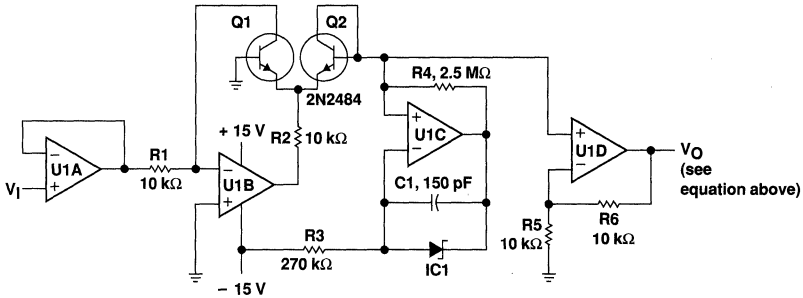 Q1
Q2
2N2484
R4, 2.5 MΩ
+
U1C
−
C1, 150 pF
IC1
+ 15 V
R2
10 kΩ
R1
10 kΩ
−
U1A
+
VI
−
U1B
+
R3
270 kΩ
− 15 V
+
U1D
−
VO
(see
equation above)
R5
10 kΩ
R6
10 kΩ